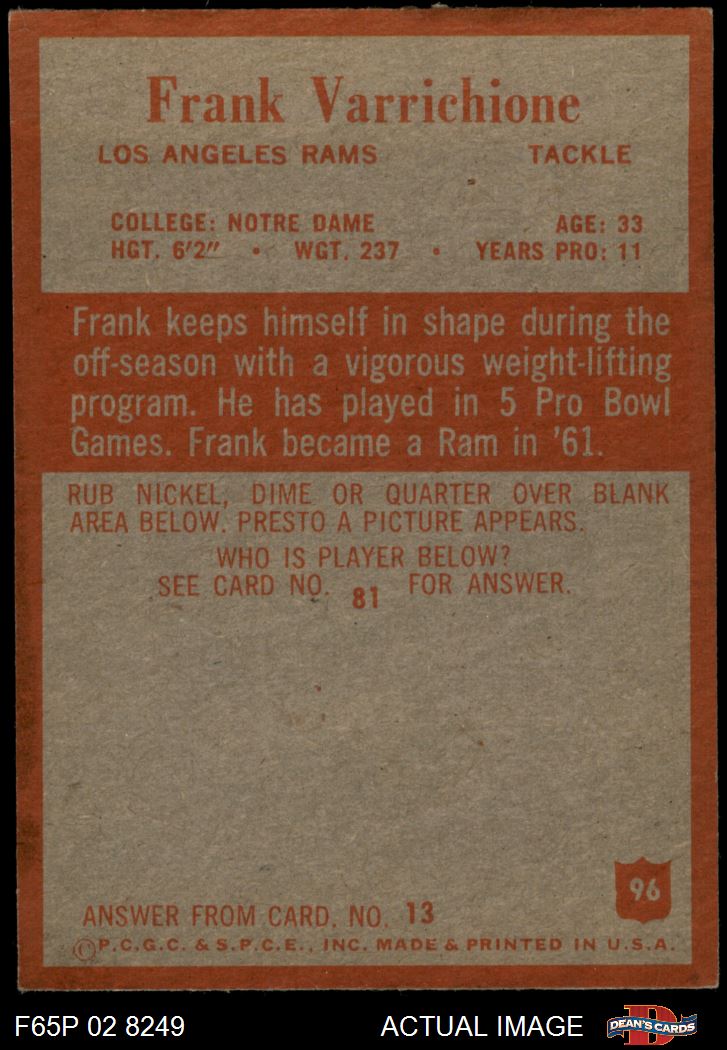 Frank Varrichione
LOS ANGELES RAMS TACKLE
COLLEGE: NOTRE DAME AGE: 33
HGT. 6'2" • WGT. 237 • YEARS PRO: 11
Frank keeps himself in shape during the
off-season with a vigorous weight-lifting
program. He has played in 5 Pro Bowl
Games. Frank became a Ram in '61.
RUB NICKEL, DIME OR QUARTER OVER BLANK
AREA BELOW. PRESTO A PICTURE APPEARS.
WHO IS PLAYER BELOW?
SEE CARD NO. 81 FOR ANSWER.
96
ANSWER FROM CARD. NO. 13
©P.C.G.C. & S.P.C.E., INC. MADE & PRINTED IN U.S.A.
F65P 02 8249 ACTUAL IMAGE D DEAN'S CARDS